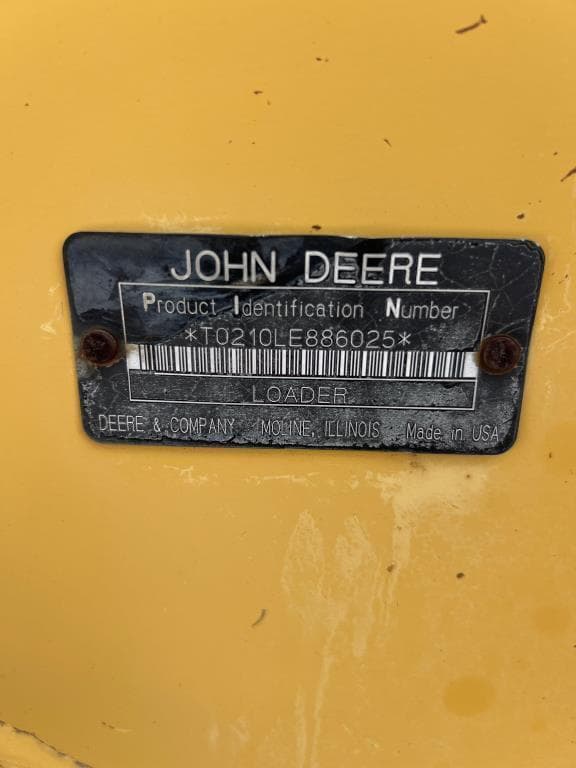 JOHN DEERE
Product Identification Number
*T0210LE886025*
LOADER
DEERE & COMPANY MOLINE, ILLINOIS Made in USA